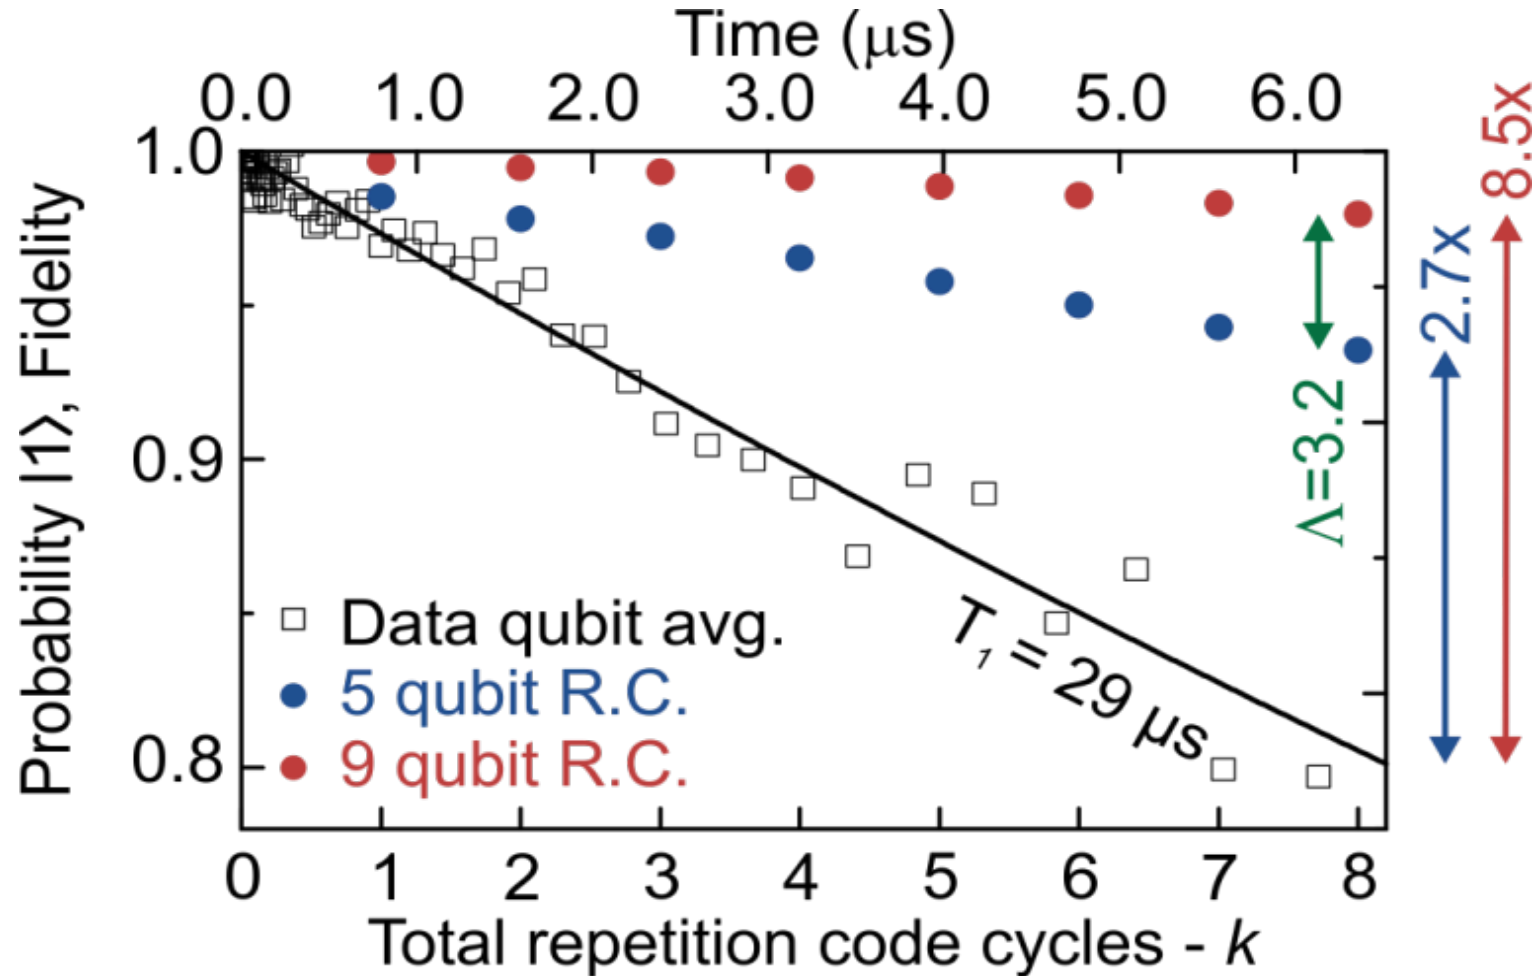 Time (μs)
0.0 1.0 2.0 3.0 4.0 5.0 6.0
1.0
0.9
0.8
Probability |1⟩, Fidelity
8.5x
2.7x
Λ=3.2
T₁ = 29 μs
Data qubit avg.
5 qubit R.C.
9 qubit R.C.
0 1 2 3 4 5 6 7 8
Total repetition code cycles - k